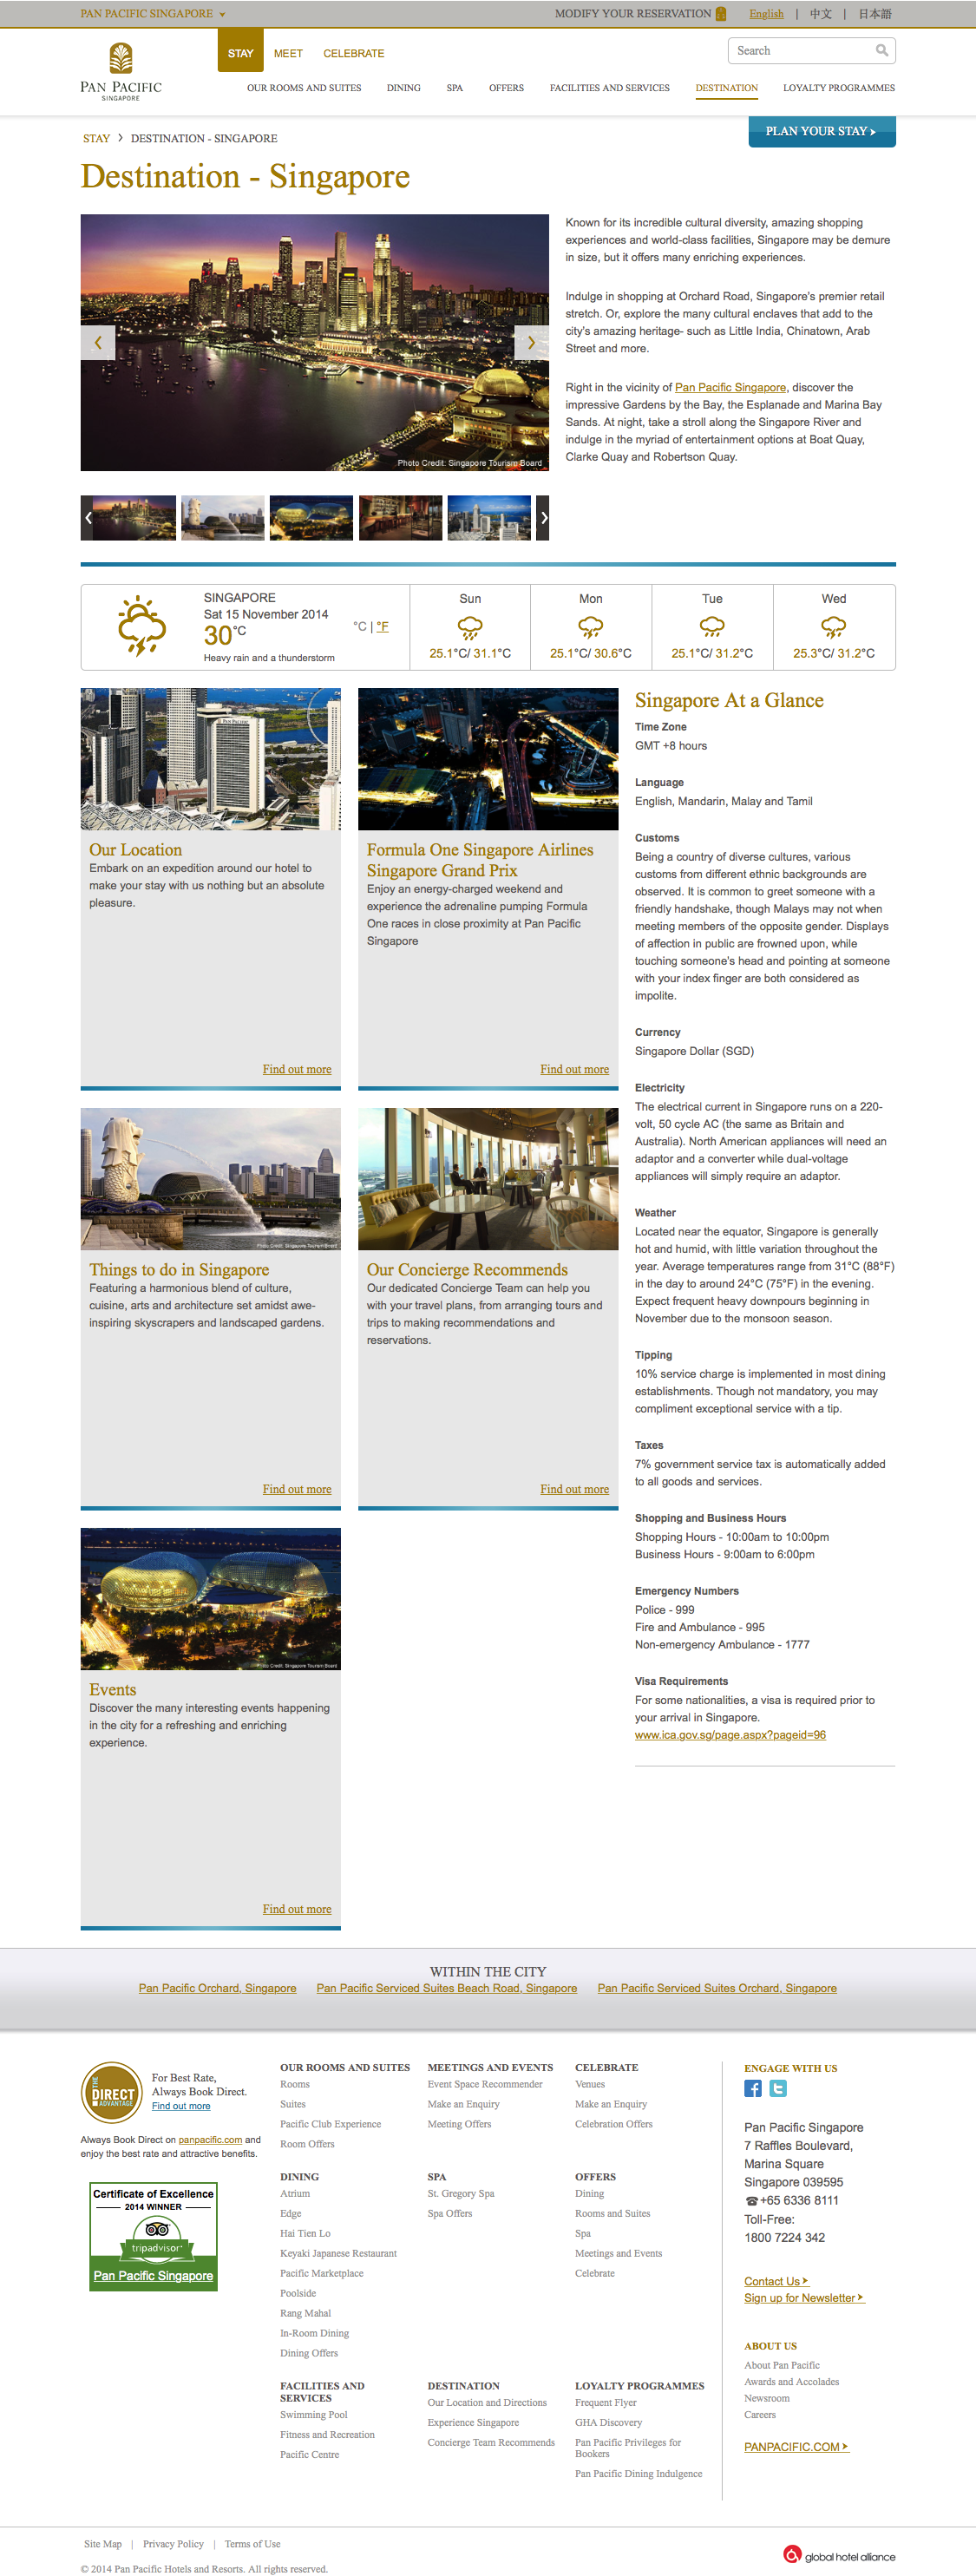 PAN PACIFIC SINGAPORE
MODIFY YOUR RESERVATION
English | 中文 | 日本語
PAN PACIFIC
SINGAPORE
STAY
MEET
CELEBRATE
Search
OUR ROOMS AND SUITES
DINING
SPA
OFFERS
FACILITIES AND SERVICES
DESTINATION
LOYALTY PROGRAMMES
STAY > DESTINATION - SINGAPORE
PLAN YOUR STAY
Destination - Singapore
Photo Credit: Singapore Tourism Board
Known for its incredible cultural diversity, amazing shopping
experiences and world-class facilities, Singapore may be demure
in size, but it offers many enriching experiences.
Indulge in shopping at Orchard Road, Singapore's premier retail
stretch. Or, explore the many cultural enclaves that add to the
city's amazing heritage- such as Little India, Chinatown, Arab
Street and more.
Right in the vicinity of Pan Pacific Singapore, discover the
impressive Gardens by the Bay, the Esplanade and Marina Bay
Sands. At night, take a stroll along the Singapore River and
indulge in the myriad of entertainment options at Boat Quay,
Clarke Quay and Robertson Quay.
SINGAPORE
Sat 15 November 2014
30°C
Heavy rain and a thunderstorm
°C | °F
Sun
25.1°C/ 31.1°C
Mon
25.1°C/ 30.6°C
Tue
25.1°C/ 31.2°C
Wed
25.3°C/ 31.2°C
PAN PACIFIC
Our Location
Embark on an expedition around our hotel to
make your stay with us nothing but an absolute
pleasure.
Find out more
Formula One Singapore Airlines
Singapore Grand Prix
Enjoy an energy-charged weekend and
experience the adrenaline pumping Formula
One races in close proximity at Pan Pacific
Singapore
Find out more
Photo Credit: Singapore Tourism Board
Things to do in Singapore
Featuring a harmonious blend of culture,
cuisine, arts and architecture set amidst awe-
inspiring skyscrapers and landscaped gardens.
Find out more
Our Concierge Recommends
Our dedicated Concierge Team can help you
with your travel plans, from arranging tours and
trips to making recommendations and
reservations.
Find out more
Credit: Singapore Tourism Board
Events
Discover the many interesting events happening
in the city for a refreshing and enriching
experience.
Find out more
Singapore At a Glance
Time Zone
GMT +8 hours
Language
English, Mandarin, Malay and Tamil
Customs
Being a country of diverse cultures, various
customs from different ethnic backgrounds are
observed. It is common to greet someone with a
friendly handshake, though Malays may not when
meeting members of the opposite gender. Displays
of affection in public are frowned upon, while
touching someone's head and pointing at someone
with your index finger are both considered as
impolite.
Currency
Singapore Dollar (SGD)
Electricity
The electrical current in Singapore runs on a 220-
volt, 50 cycle AC (the same as Britain and
Australia). North American appliances will need an
adaptor and a converter while dual-voltage
appliances will simply require an adaptor.
Weather
Located near the equator, Singapore is generally
hot and humid, with little variation throughout the
year. Average temperatures range from 31°C (88°F)
in the day to around 24°C (75°F) in the evening.
Expect frequent heavy downpours beginning in
November due to the monsoon season.
Tipping
10% service charge is implemented in most dining
establishments. Though not mandatory, you may
compliment exceptional service with a tip.
Taxes
7% government service tax is automatically added
to all goods and services.
Shopping and Business Hours
Shopping Hours - 10:00am to 10:00pm
Business Hours - 9:00am to 6:00pm
Emergency Numbers
Police - 999
Fire and Ambulance - 995
Non-emergency Ambulance - 1777
Visa Requirements
For some nationalities, a visa is required prior to
your arrival in Singapore.
www.ica.gov.sg/page.aspx?pageid=96
WITHIN THE CITY
Pan Pacific Orchard, Singapore
Pan Pacific Serviced Suites Beach Road, Singapore
Pan Pacific Serviced Suites Orchard, Singapore
THE
DIRECT
ADVANTAGE
For Best Rate,
Always Book Direct.
Find out more
Always Book Direct on panpacific.com and
enjoy the best rate and attractive benefits.
Certificate of Excellence
2014 WINNER
tripadvisor
Pan Pacific Singapore
OUR ROOMS AND SUITES
Rooms
Suites
Pacific Club Experience
Room Offers
MEETINGS AND EVENTS
Event Space Recommender
Make an Enquiry
Meeting Offers
CELEBRATE
Venues
Make an Enquiry
Celebration Offers
DINING
Atrium
Edge
Hai Tien Lo
Keyaki Japanese Restaurant
Pacific Marketplace
Poolside
Rang Mahal
In-Room Dining
Dining Offers
SPA
St. Gregory Spa
Spa Offers
OFFERS
Dining
Rooms and Suites
Spa
Meetings and Events
Celebrate
FACILITIES AND
SERVICES
Swimming Pool
Fitness and Recreation
Pacific Centre
DESTINATION
Our Location and Directions
Experience Singapore
Concierge Team Recommends
LOYALTY PROGRAMMES
Frequent Flyer
GHA Discovery
Pan Pacific Privileges for
Bookers
Pan Pacific Dining Indulgence
ENGAGE WITH US
Pan Pacific Singapore
7 Raffles Boulevard,
Marina Square
Singapore 039595
☎+65 6336 8111
Toll-Free:
1800 7224 342
Contact Us
Sign up for Newsletter
ABOUT US
About Pan Pacific
Awards and Accolades
Newsroom
Careers
PANPACIFIC.COM
Site Map | Privacy Policy | Terms of Use
© 2014 Pan Pacific Hotels and Resorts. All rights reserved.
global hotel alliance